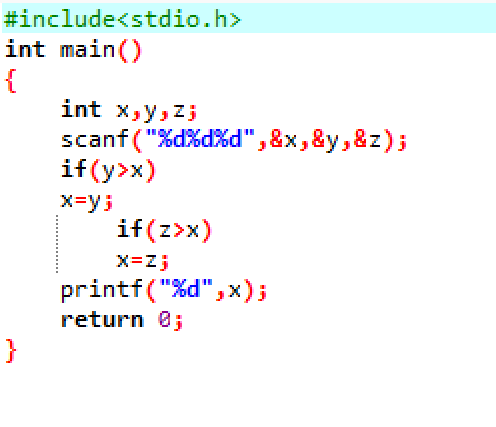 #include<stdio.h>
int main()
{
    int x,y,z;
    scanf("%d%d%d",&x,&y,&z);
    if(y>x)
    x=y;
        if(z>x)
        x=z;
    printf("%d",x);
    return 0;
}